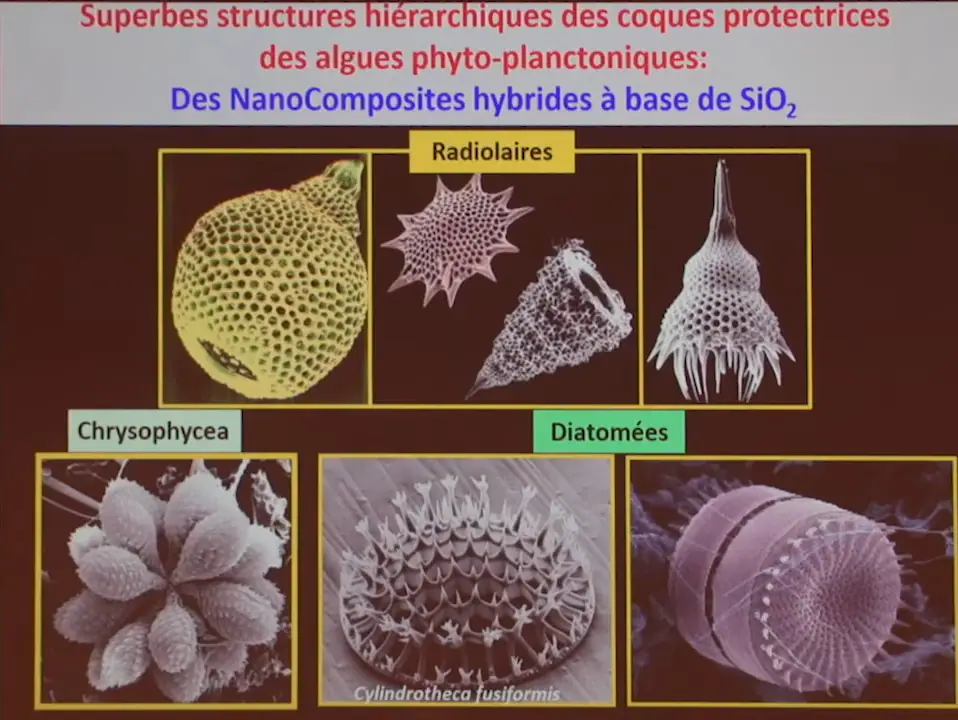 Superbes structures hiérarchiques des coques protectrices
des algues phyto-planctoniques:
Des NanoComposites hybrides à base de SiO₂
Radiolaires
Chrysophycea
Diatomées
Cylindrotheca fusiformis